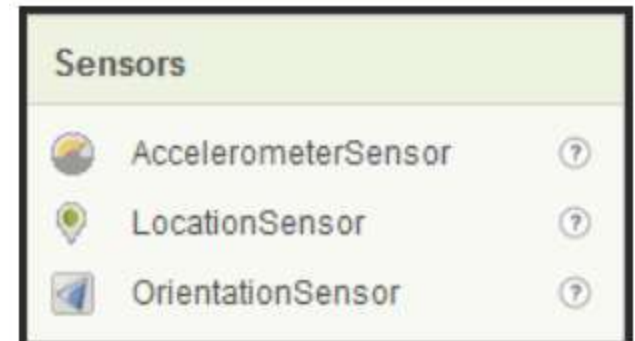 Sensors
AccelerometerSensor ?
LocationSensor ?
OrientationSensor ?